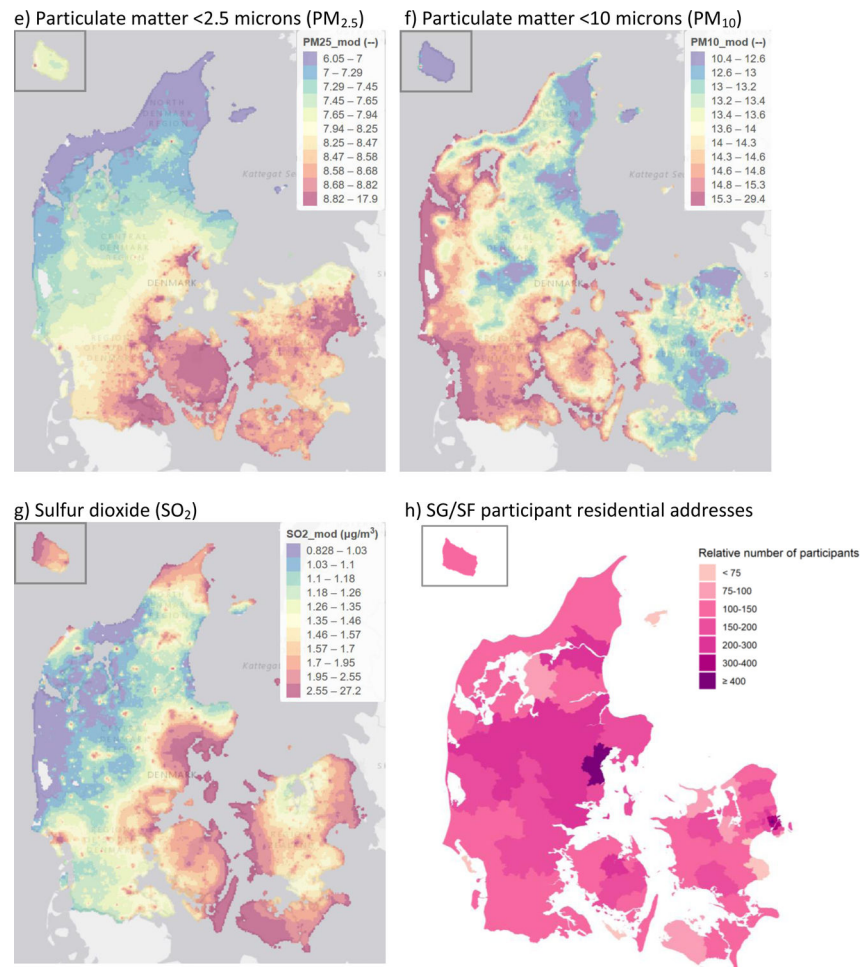 e) Particulate matter <2.5 microns (PM2.5)
PM25_mod (--)
6.05 – 7
7 – 7.29
7.29 – 7.45
7.45 – 7.65
7.65 – 7.94
7.94 – 8.25
8.25 – 8.47
8.47 – 8.58
8.58 – 8.68
8.68 – 8.82
8.82 – 17.9
NORTH
DENMARK
REGION
Kattegat Se
CENTRAL
DENMARK
REGION
DENMARK
f) Particulate matter <10 microns (PM10)
PM10_mod (--)
10.4 – 12.6
12.6 – 13
13 – 13.2
13.2 – 13.4
13.4 – 13.6
13.6 – 14
14 – 14.3
14.3 – 14.6
14.6 – 14.8
14.8 – 15.3
15.3 – 29.4
Kattegat Se
DENMARK
g) Sulfur dioxide (SO2)
SO2_mod (µg/m3)
0.828 – 1.03
1.03 – 1.1
1.1 – 1.18
1.18 – 1.26
1.26 – 1.35
1.35 – 1.46
1.46 – 1.57
1.57 – 1.7
1.7 – 1.95
1.95 – 2.55
2.55 – 27.2
Kattegat
DENMARK
h) SG/SF participant residential addresses
Relative number of participants
< 75
75-100
100-150
150-200
200-300
300-400
≥ 400